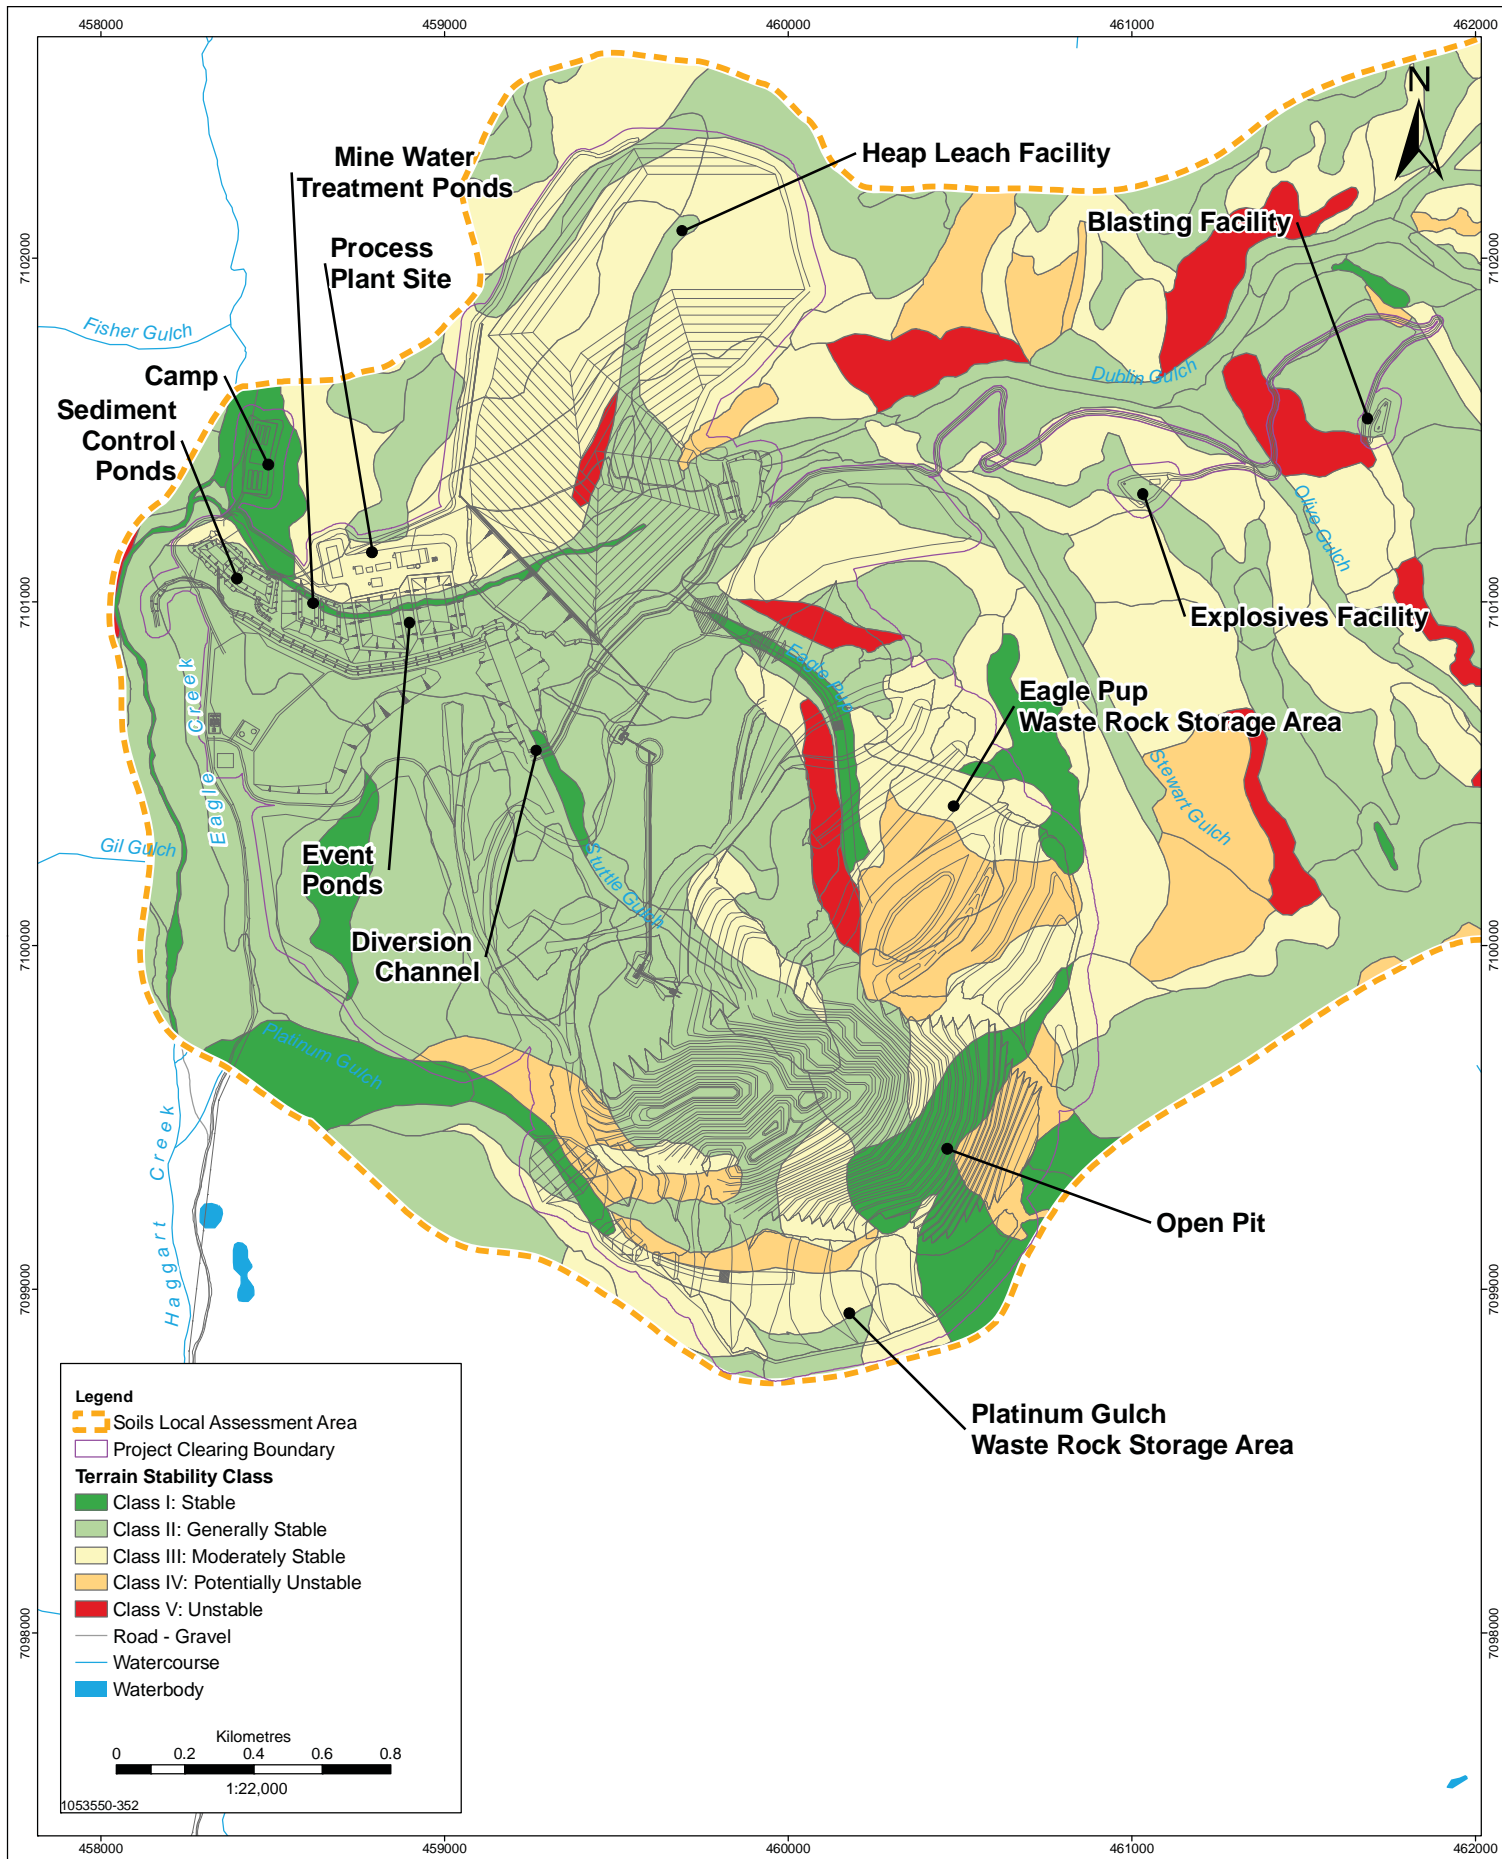 458000
459000
460000
461000
462000
N
Mine Water
Treatment Ponds
Heap Leach Facility
Blasting Facility
Process
Plant Site
7102000
7102000
Fisher Gulch
Camp
Dublin Gulch
Sediment
Control
Ponds
Olive Gulch
7101000
7101000
Explosives Facility
Eagle Pup
Eagle Creek
Eagle Pup
Waste Rock Storage Area
Stewart Gulch
Gil Gulch
Event
Ponds
Stuttle Gulch
Diversion
Channel
7100000
7100000
Platinum Gulch
Haggart Creek
Open Pit
7099000
7099000
Platinum Gulch
Waste Rock Storage Area
Legend
Soils Local Assessment Area
Project Clearing Boundary
Terrain Stability Class
Class I: Stable
Class II: Generally Stable
Class III: Moderately Stable
Class IV: Potentially Unstable
Class V: Unstable
Road - Gravel
Watercourse
Waterbody
7098000
7098000
Kilometres
0 0.2 0.4 0.6 0.8
1:22,000
1053550-352
458000
459000
460000
461000
462000